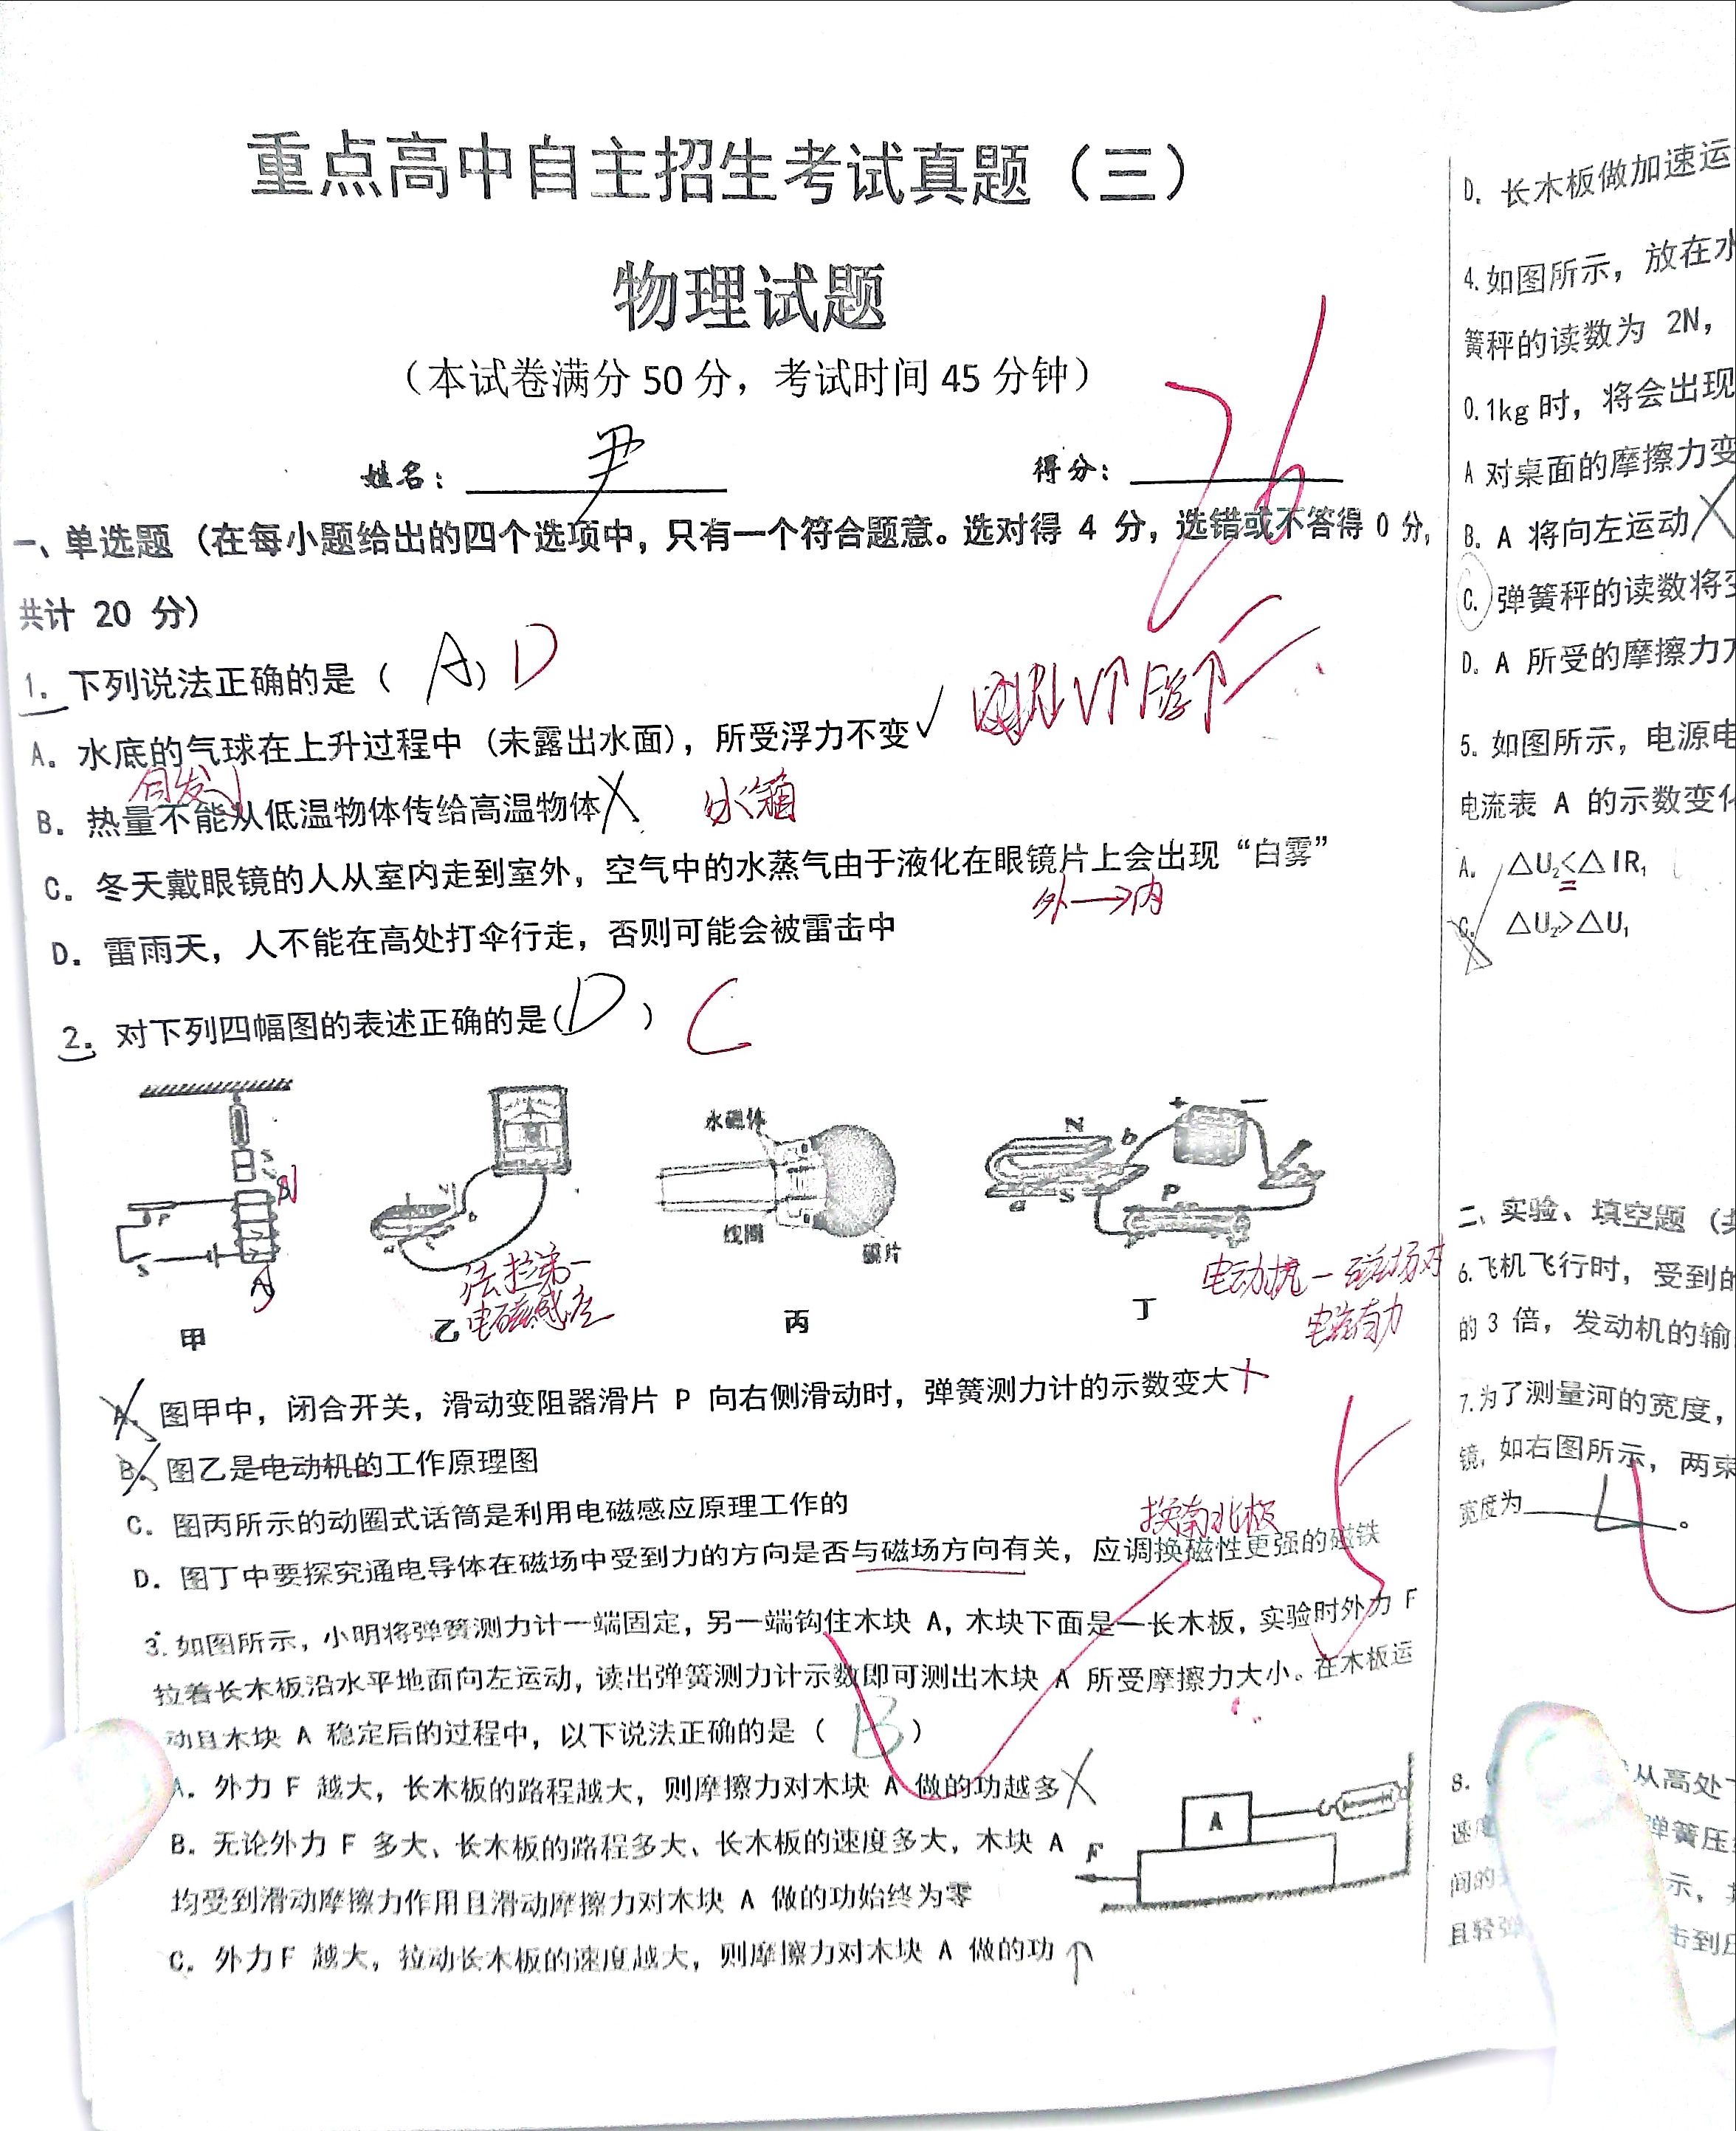 重点高中自主招生考试真题（三）
物理试题
（本试卷满分50分，考试时间45分钟）
姓名：尹 得分：26
一、单选题（在每小题给出的四个选项中，只有一个符合题意。选对得 4 分，选错或不答得 0 分，
共计 20 分）
1. 下列说法正确的是（ A ）D
A. 水底的气球在上升过程中（未露出水面），所受浮力不变√ V个 F浮个
自发
B. 热量不能从低温物体传给高温物体X 冰箱
C. 冬天戴眼镜的人从室内走到室外，空气中的水蒸气由于液化在眼镜片上会出现“白雾”
外→内
D. 雷雨天，人不能在高处打伞行走，否则可能会被雷击中
2. 对下列四幅图的表述正确的是（ D ） C
永磁体
线圈
膜片
N
S
a
b
P
+
－
法拉第一
电磁感应
电动机－磁场对
电流有力
甲
乙
丙
丁
A. 图甲中，闭合开关，滑动变阻器滑片 P 向右侧滑动时，弹簧测力计的示数变大
B. 图乙是电动机的工作原理图
C. 图丙所示的动圈式话筒是利用电磁感应原理工作的
换南北极
D. 图丁中要探究通电导体在磁场中受到力的方向是否与磁场方向有关，应调换磁性更强的磁铁
3. 如图所示，小明将弹簧测力计一端固定，另一端钩住木块 A，木块下面是一长木板，实验时外力 F
拉着长木板沿水平地面向左运动，读出弹簧测力计示数即可测出木块 A 所受摩擦力大小。在木板运
动且木块 A 稳定后的过程中，以下说法正确的是（ B ）
A. 外力 F 越大，长木板的路程越大，则摩擦力对木块 A 做的功越多X
B. 无论外力 F 多大、长木板的路程多大、长木板的速度多大，木块 A
均受到滑动摩擦力作用且滑动摩擦力对木块 A 做的功始终为零
C. 外力 F 越大，拉动长木板的速度越大，则摩擦力对木块 A 做的功
A
F
D. 长木板做加速运
4. 如图所示，放在水
簧秤的读数为 2N，
0.1kg 时，将会出现
A 对桌面的摩擦力变
B. A 将向左运动X
C. 弹簧秤的读数将变
D. A 所受的摩擦力
5. 如图所示，电源电
电流表 A 的示数变化
A. △U₂<△IR₁
C. △U₂>△U₁
二、实验、填空题（共
6. 飞机飞行时，受到的
的 3 倍，发动机的输
7. 为了测量河的宽度，
镜，如右图所示，两束
宽度为 L 。
8. 从高处
速度 弹簧压
间的 示，
且轻弹 击到